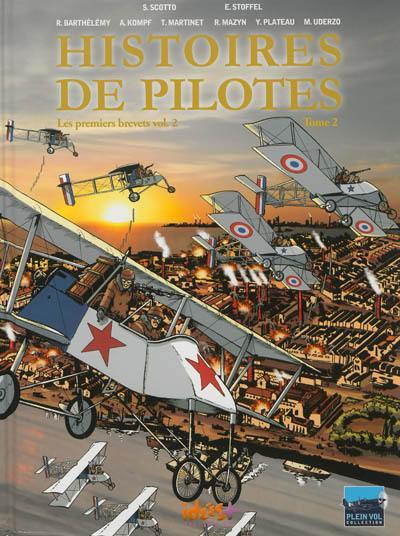 S. SCOTTO E. STOFFEL
R. BARTHÉLÉMY A. KOMPF T. MARTINET R. MAZYN Y. PLATEAU M. UDERZO
HISTOIRES
DE PILOTES
Les premiers brevets vol. 2 Tome 2
idées+
PLEIN VOL
COLLECTION